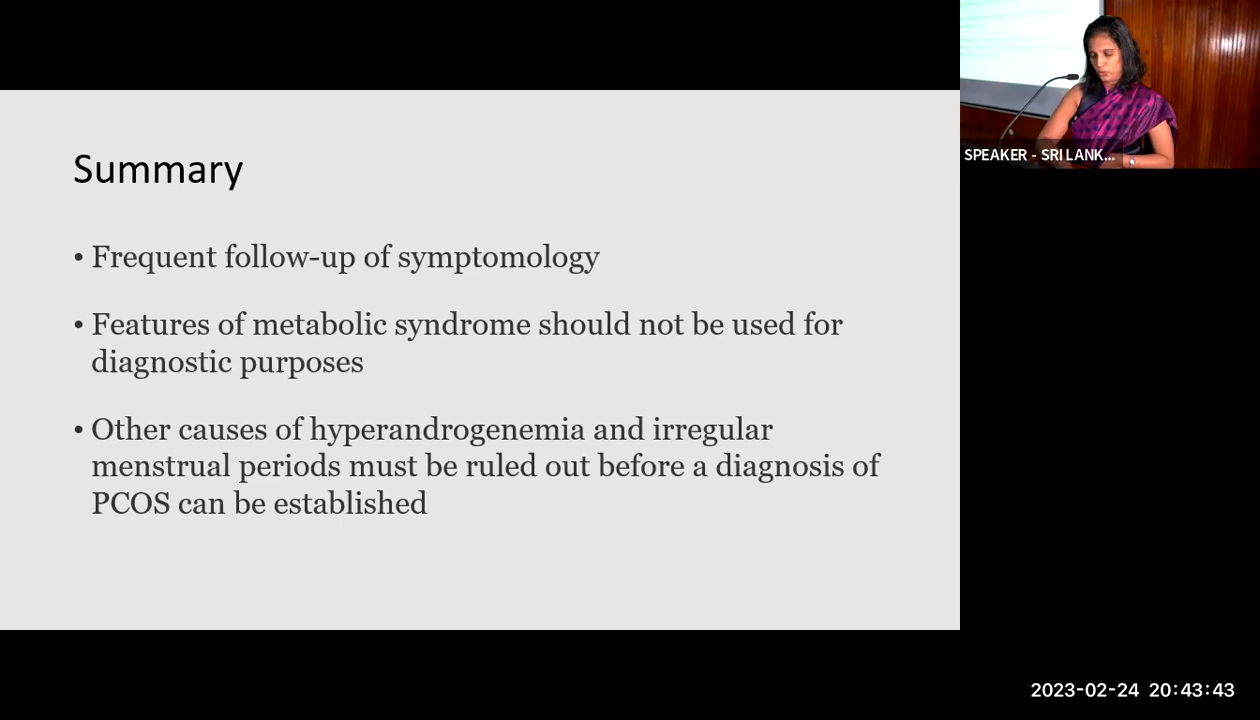 Summary
• Frequent follow-up of symptomology
• Features of metabolic syndrome should not be used for
diagnostic purposes
• Other causes of hyperandrogenemia and irregular
menstrual periods must be ruled out before a diagnosis of
PCOS can be established
SPEAKER - SRI LANK...
2023-02-24 20:43:43